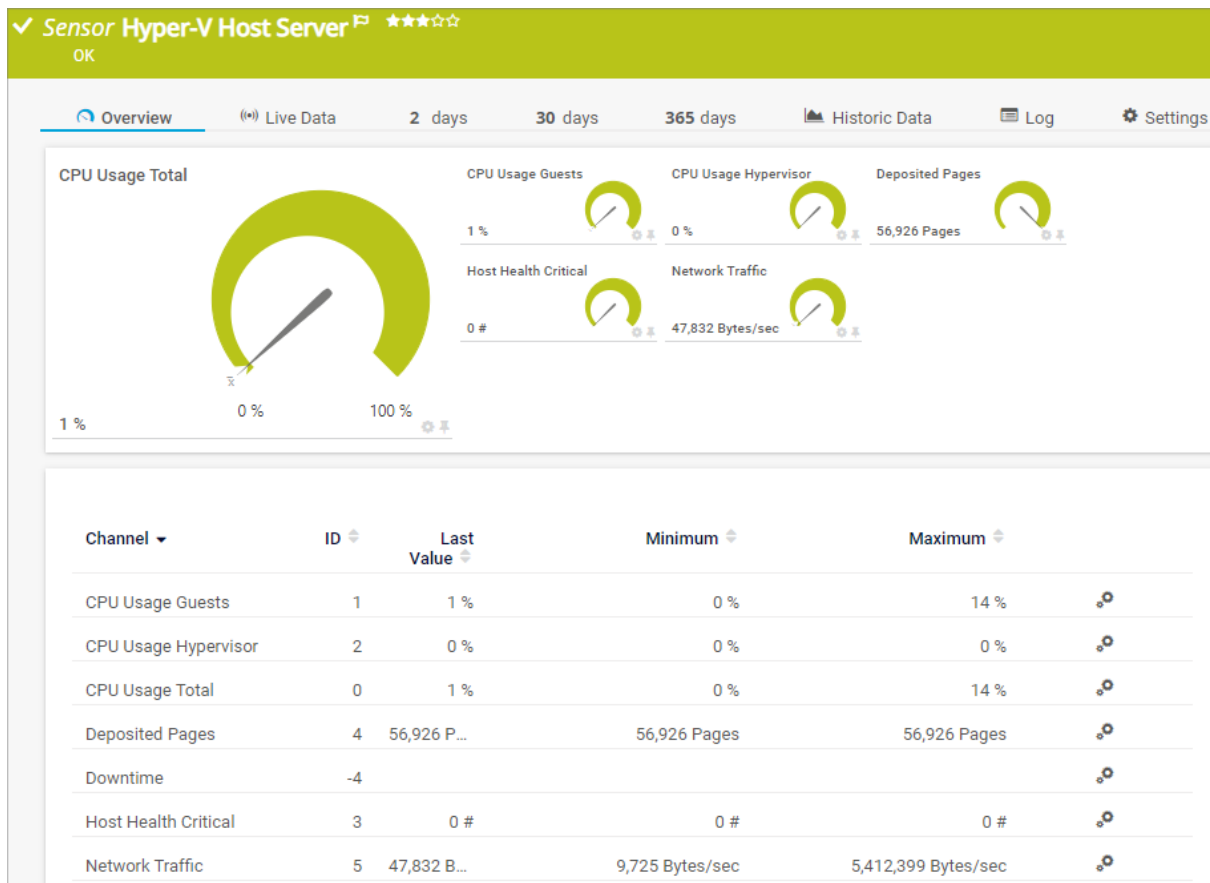 Sensor Hyper-V Host Server
OK
Overview Live Data 2 days 30 days 365 days Historic Data Log Settings
CPU Usage Total
x̄
0 % 100 %
1 %
CPU Usage Guests
1 %
CPU Usage Hypervisor
0 %
Deposited Pages
56,926 Pages
Host Health Critical
0 #
Network Traffic
47,832 Bytes/sec
Channel ID Last Value Minimum Maximum
CPU Usage Guests 1 1 % 0 % 14 %
CPU Usage Hypervisor 2 0 % 0 % 0 %
CPU Usage Total 0 1 % 0 % 14 %
Deposited Pages 4 56,926 P... 56,926 Pages 56,926 Pages
Downtime -4
Host Health Critical 3 0 # 0 # 0 #
Network Traffic 5 47,832 B... 9,725 Bytes/sec 5,412,399 Bytes/sec